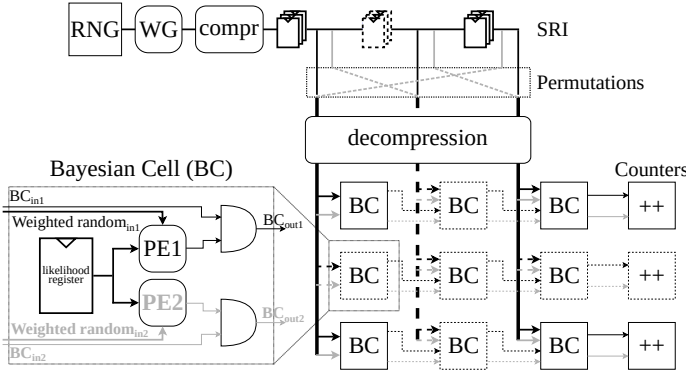 RNG WG compr SRI
Permutations
decompression
Bayesian Cell (BC)
Counters
BCin1
Weighted randomin1
BCout1
PE1
likelihood
register
PE2
BCout2
Weighted randomin2
BCin2
BC BC BC ++
BC BC BC ++
BC BC BC ++